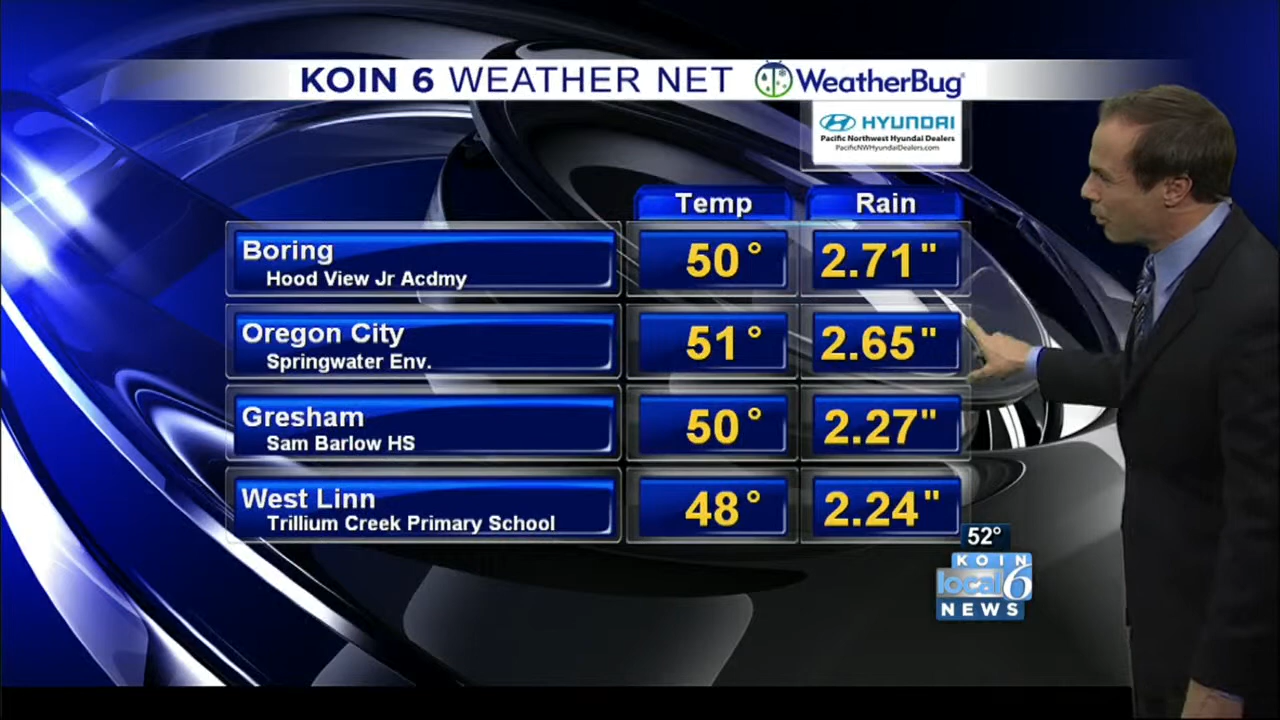 KOIN 6 WEATHER NET WeatherBug
HYUNDAI
Pacific Northwest Hyundai Dealers
PacificNWHyundaiDealers.com
Temp Rain
Boring 50° 2.71"
Hood View Jr Acdmy
Oregon City 51° 2.65"
Springwater Env.
Gresham 50° 2.27"
Sam Barlow HS
West Linn 48° 2.24"
Trillium Creek Primary School
52°
KOIN
local 6
NEWS